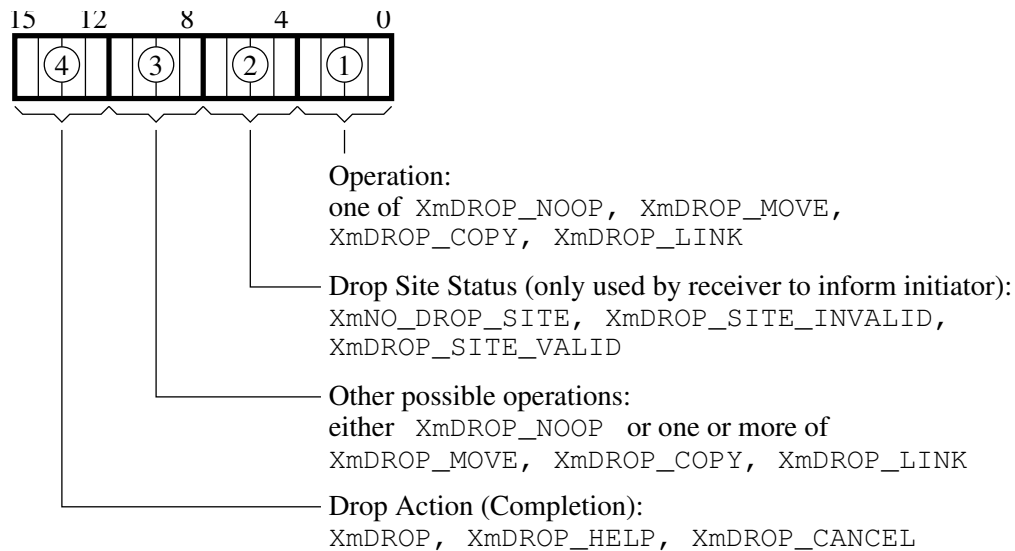 15 12 8 4 0
4 3 2 1
Operation:
one of XmDROP_NOOP, XmDROP_MOVE,
XmDROP_COPY, XmDROP_LINK
Drop Site Status (only used by receiver to inform initiator):
XmNO_DROP_SITE, XmDROP_SITE_INVALID,
XmDROP_SITE_VALID
Other possible operations:
either XmDROP_NOOP or one or more of
XmDROP_MOVE, XmDROP_COPY, XmDROP_LINK
Drop Action (Completion):
XmDROP, XmDROP_HELP, XmDROP_CANCEL